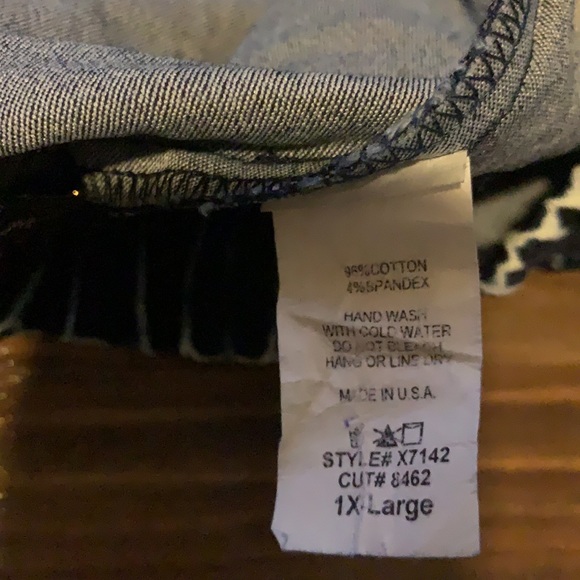 96%COTTON
4%SPANDEX
HAND WASH
WITH COLD WATER
DO NOT BLEACH
HANG OR LINE DRY
MADE IN U.S.A.
STYLE# X7142
CUT# 8462
1X-Large